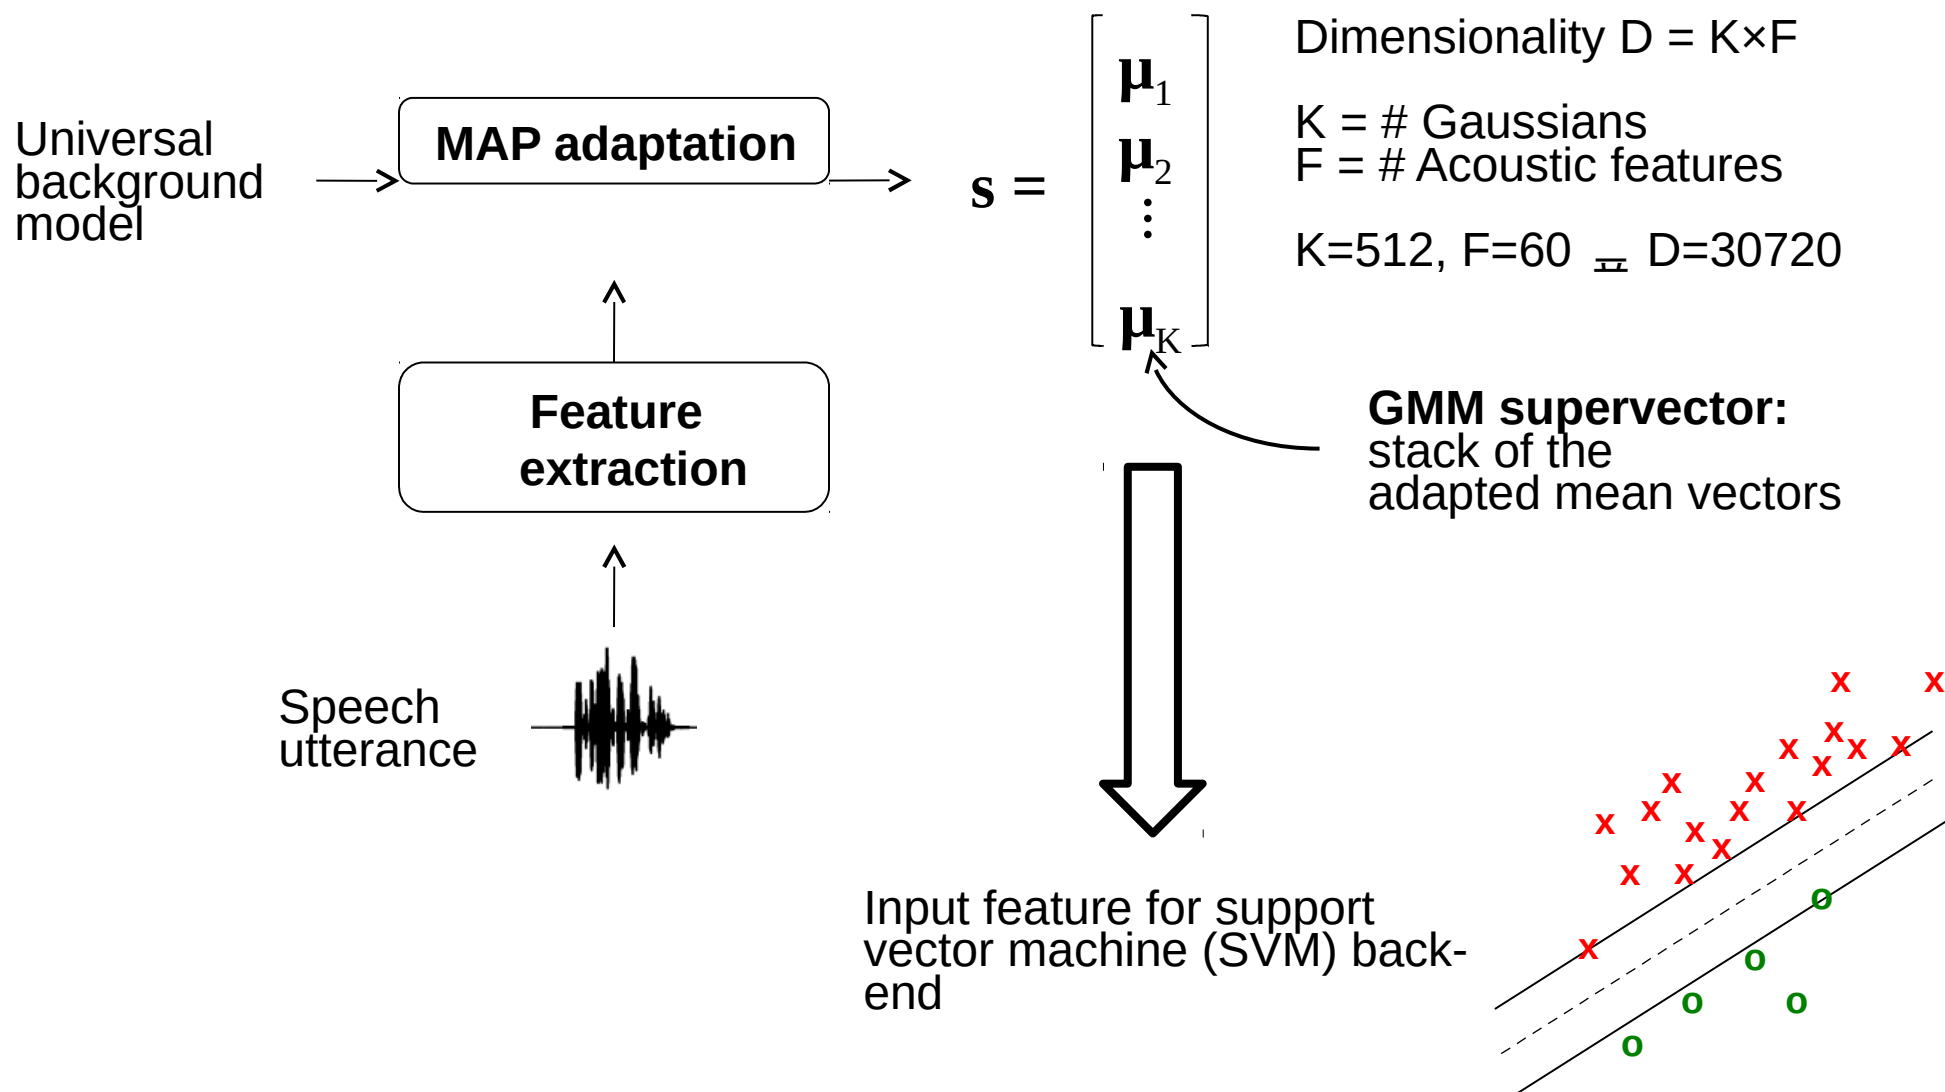 Universal
background
model
MAP adaptation
Feature
extraction
Speech
utterance
s =
μ1
μ2
⋮
μK
Dimensionality D = K×F
K = # Gaussians
F = # Acoustic features
K=512, F=60 D=30720
GMM supervector:
stack of the
adapted mean vectors
Input feature for support
vector machine (SVM) back-
end
x x
x
x x x
x
x x
x x x
x x
x
x x
x
o
o
o o
o